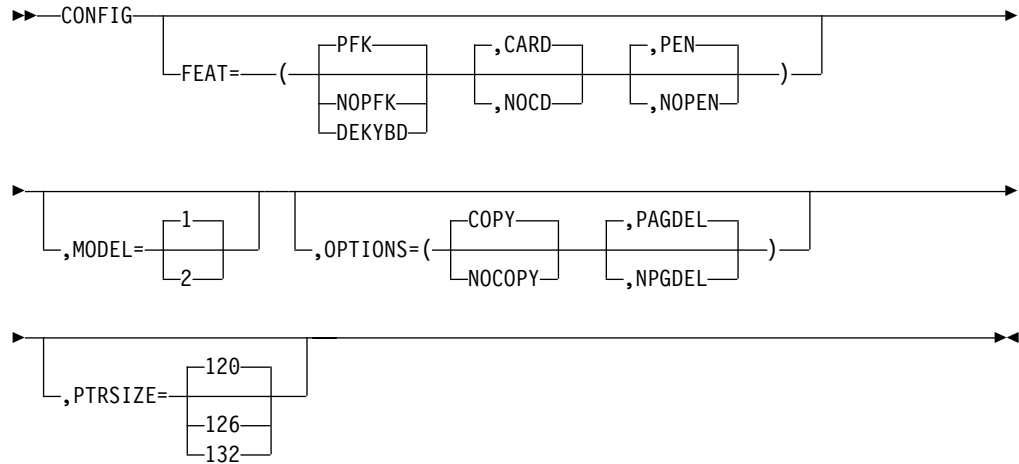 CONFIG
PFK ,CARD ,PEN
FEAT= ( )
NOPFK ,NOCD ,NOPEN
DEKYBD
1 COPY ,PAGDEL
,MODEL= ,OPTIONS=( )
2 NOCOPY ,NPGDEL
120
,PTRSIZE=
126
132